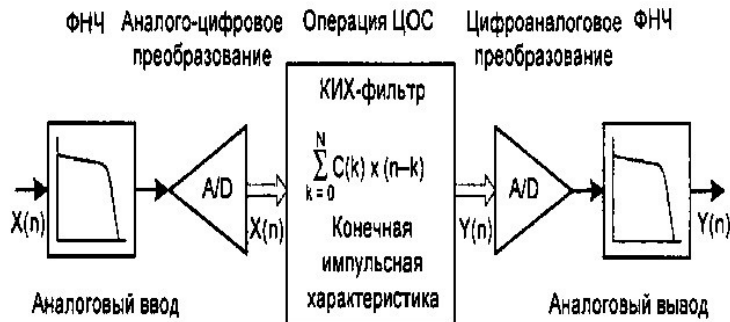 ФНЧ
Аналого-цифровое
преобразование
Операция ЦОС
Цифроаналоговое
преобразование
ФНЧ
КИХ-фильтр
N
∑ C(k) x (n–k)
k = 0
Конечная
импульсная
характеристика
A/D
A/D
X(n)
X(n)
Y(n)
Y(n)
Аналоговый ввод
Аналоговый вывод